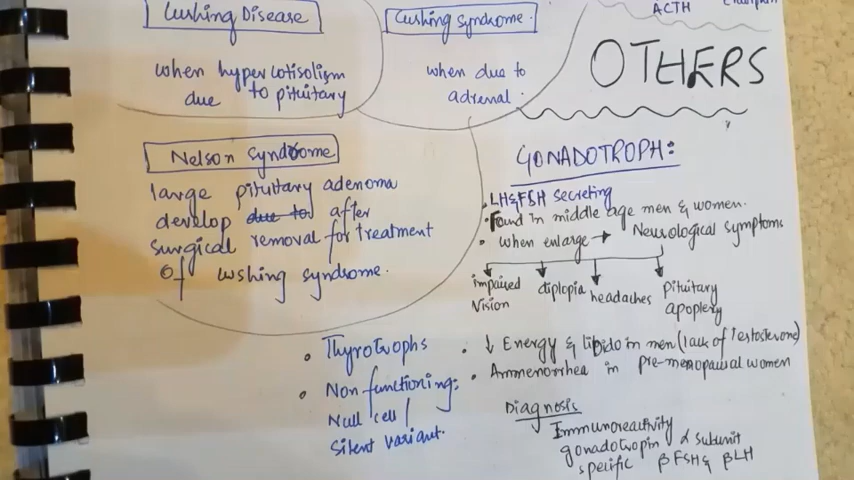 Cushing Disease
when hypercotisolism
due to pituitary
Cushing Syndrome
when due to
adrenal.
ACTH
OTHERS
Nelson Syndrome
large pituitary adenoma
develop due to after
surgical removal for treatment
Of cushing syndrome.
• Thyrotrophs
• Non functioning:
Null cell /
Silent variant.
GONADOTROPH:
• LH & FSH secreting
• Found in middle age men & women.
• when enlarge → Neurological symptoms
impaired Vision
diplopia
headaches
Pituitary apoplexy
• ↓ Energy & libido in men (lack of Testosterone)
• Ammenorrhea in pre-menopausal women
Diagnosis
Immunoreactivity
gonadotropin α subunit
specific β FSH & β LH